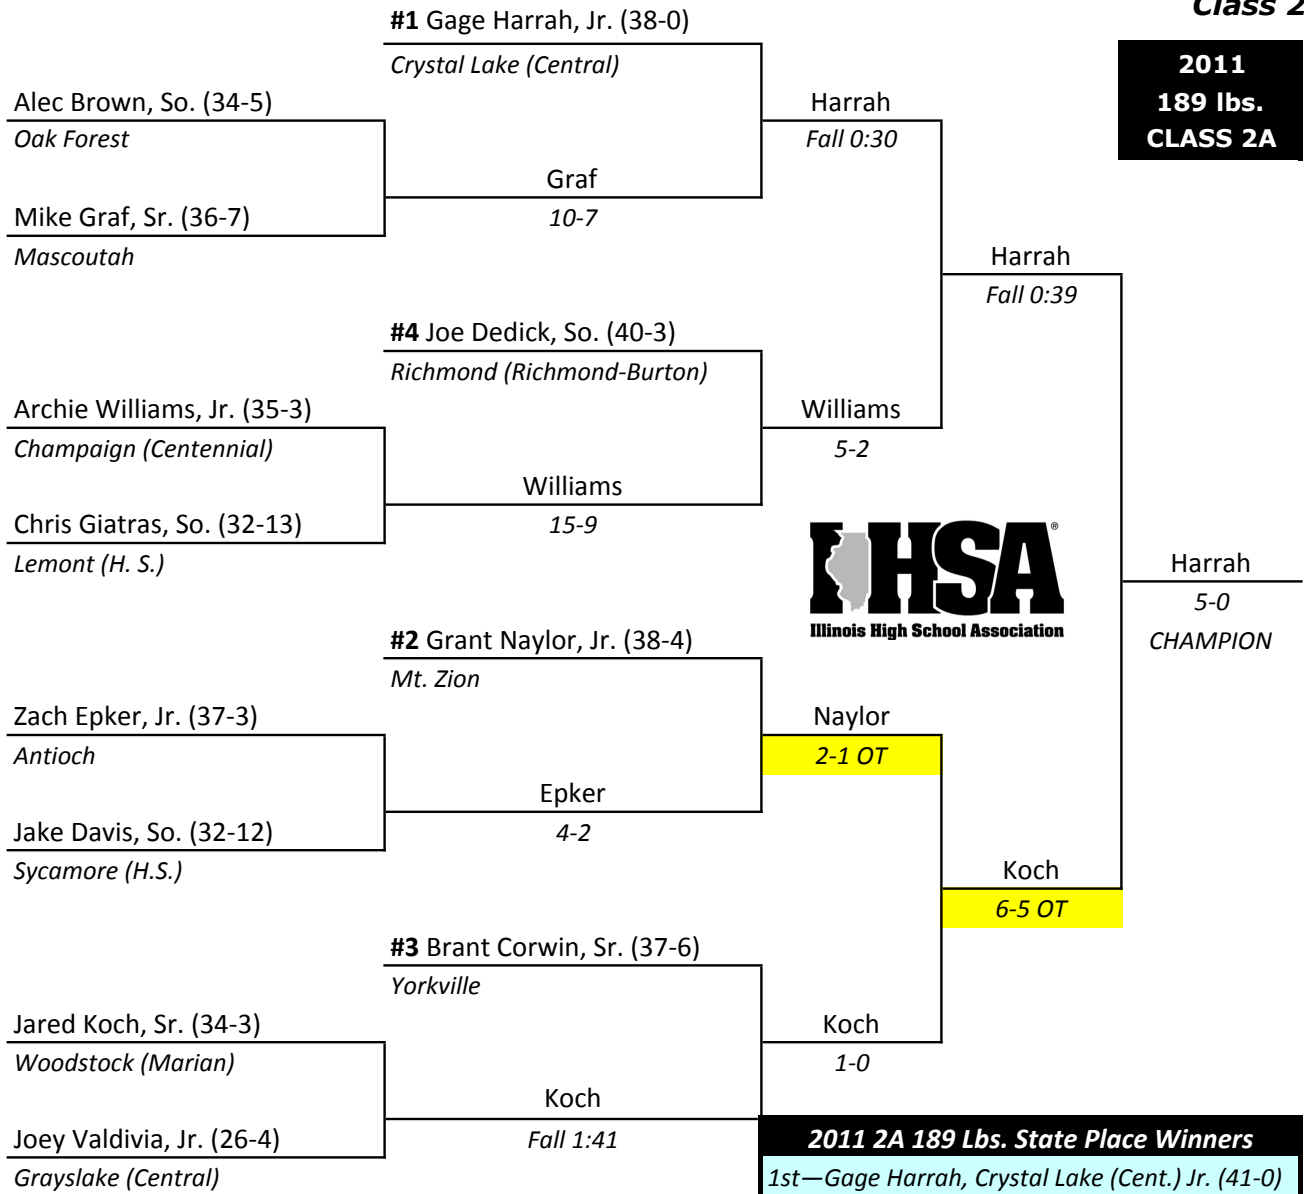 Class 2
#1 Gage Harrah, Jr. (38-0)
Crystal Lake (Central)
2011
189 lbs.
CLASS 2A
Alec Brown, So. (34-5)
Oak Forest
Harrah
Fall 0:30
Graf
10-7
Mike Graf, Sr. (36-7)
Mascoutah
Harrah
Fall 0:39
#4 Joe Dedick, So. (40-3)
Richmond (Richmond-Burton)
Archie Williams, Jr. (35-3)
Champaign (Centennial)
Williams
5-2
Williams
15-9
Chris Giatras, So. (32-13)
Lemont (H. S.)
IHSA®
Illinois High School Association
Harrah
5-0
CHAMPION
#2 Grant Naylor, Jr. (38-4)
Mt. Zion
Zach Epker, Jr. (37-3)
Antioch
Naylor
2-1 OT
Epker
4-2
Jake Davis, So. (32-12)
Sycamore (H.S.)
Koch
6-5 OT
#3 Brant Corwin, Sr. (37-6)
Yorkville
Jared Koch, Sr. (34-3)
Woodstock (Marian)
Koch
1-0
Koch
Fall 1:41
Joey Valdivia, Jr. (26-4)
Grayslake (Central)
2011 2A 189 Lbs. State Place Winners
1st—Gage Harrah, Crystal Lake (Cent.) Jr. (41-0)